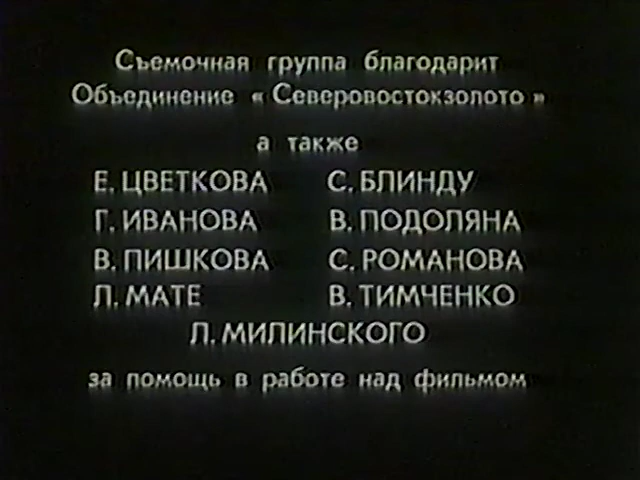 Съемочная группа благодарит
Объединение « Северовостокзолото »
а также
Е. ЦВЕТКОВА С. БЛИНДУ
Г. ИВАНОВА В. ПОДОЛЯНА
В. ПИШКОВА С. РОМАНОВА
Л. МАТЕ В. ТИМЧЕНКО
Л. МИЛИНСКОГО
за помощь в работе над фильмом